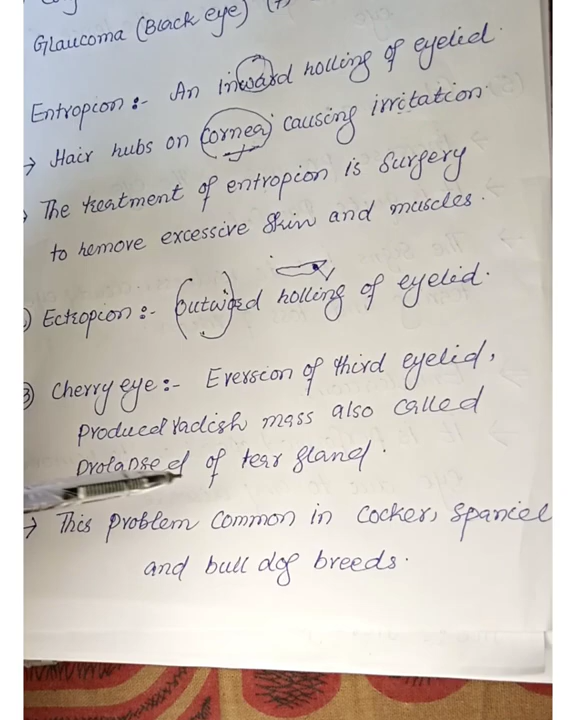 Glaucoma (Black eye)
Entropion :- An inward rolling of eyelid.
→ Hair rubs on cornea causing irritation.
The treatment of entropion is surgery
to remove excessive skin and muscles.
) Ectropion :- outward rolling of eyelid.
3) Cherry eye :- Eversion of third eyelid,
produced radish mass also called
prolapsed of tear gland.
→ This problem common in cocker, spaniel
and bull dog breeds.